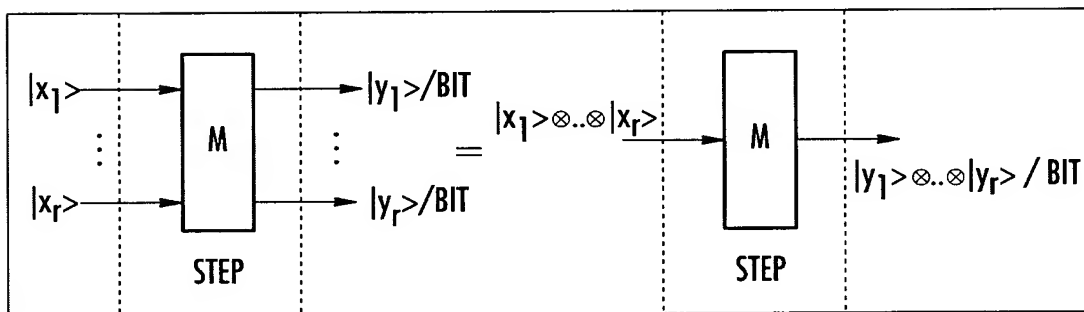 |x1> M |y1>/BIT
⋮ ⋮
|xr> |yr>/BIT
STEP
=
|x1>⊗..⊗|xr> M |y1>⊗..⊗|yr> / BIT
STEP